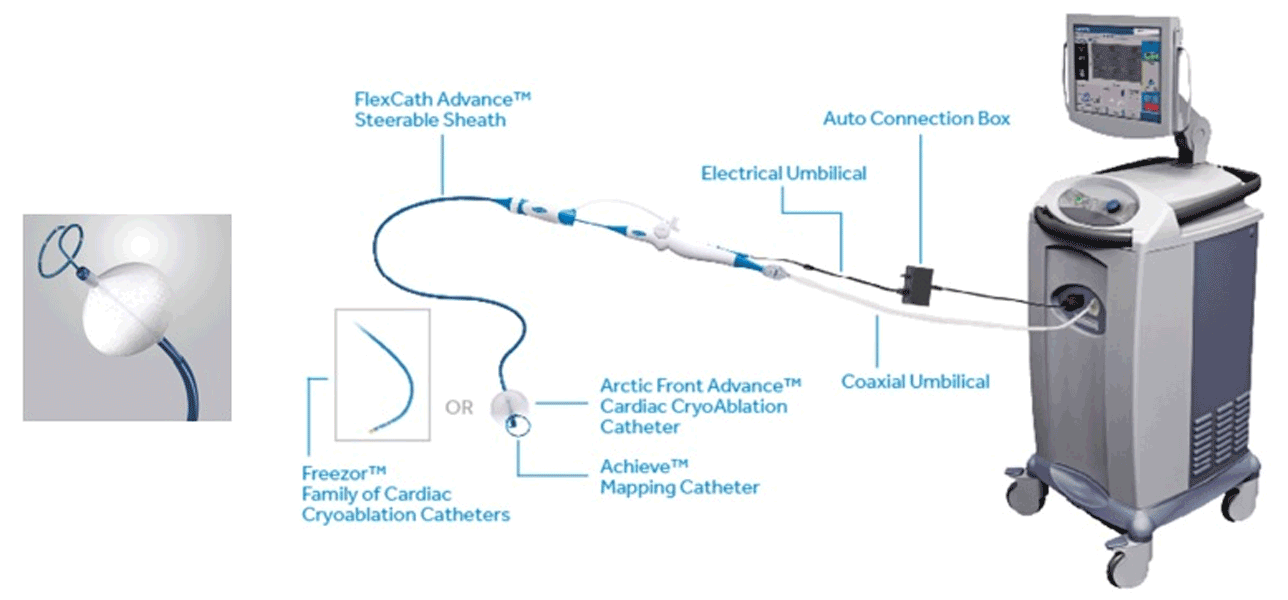 FlexCath Advance™
Steerable Sheath
Auto Connection Box
Electrical Umbilical
Coaxial Umbilical
OR
Arctic Front Advance™
Cardiac CryoAblation
Catheter
Achieve™
Mapping Catheter
Freezor™
Family of Cardiac
Cryoablation Catheters